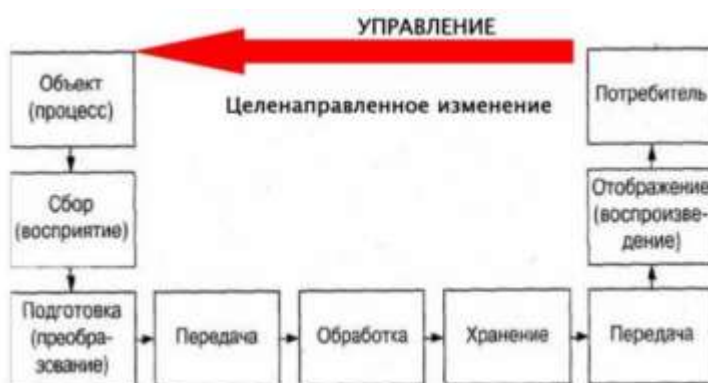 УПРАВЛЕНИЕ
Объект
(процесс)
Целенаправленное изменение
Потребитель
Сбор
(восприятие)
Отображение
(воспроизве-
дение)
Подготовка
(преобра-
зование)
Передача
Обработка
Хранение
Передача